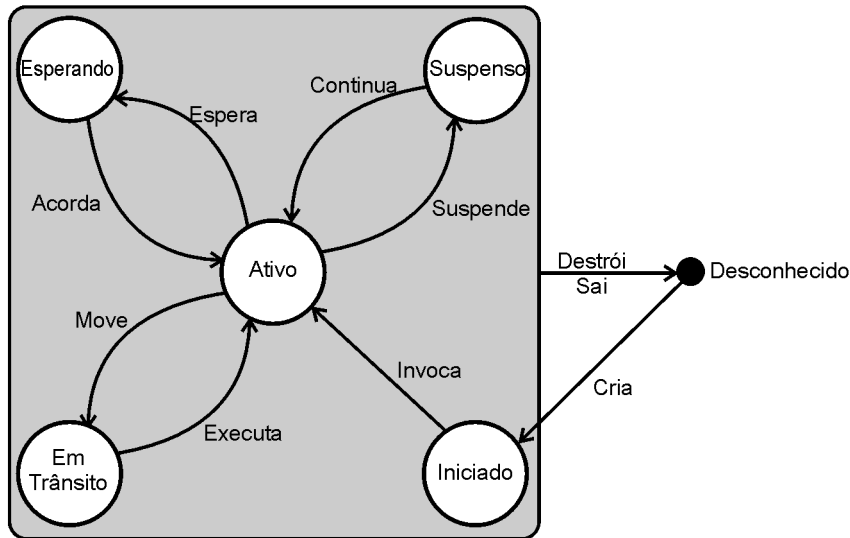 Esperando
Suspenso
Continua
Espera
Acorda
Suspende
Ativo
Destrói
Sai
Desconhecido
Move
Invoca
Cria
Executa
Em
Trânsito
Iniciado